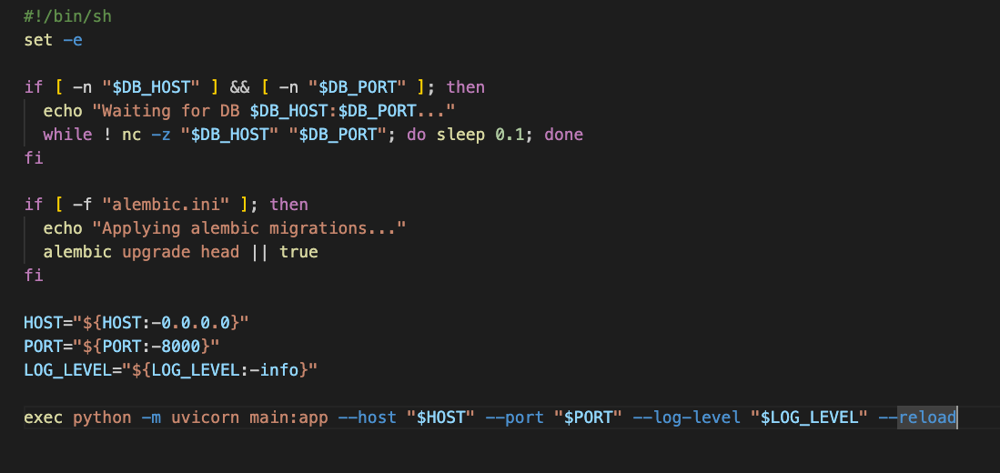 #!/bin/sh
set -e
if [ -n "$DB_HOST" ] && [ -n "$DB_PORT" ]; then
  echo "Waiting for DB $DB_HOST:$DB_PORT..."
  while ! nc -z "$DB_HOST" "$DB_PORT"; do sleep 0.1; done
fi
if [ -f "alembic.ini" ]; then
  echo "Applying alembic migrations..."
  alembic upgrade head || true
fi
HOST="${HOST:-0.0.0.0}"
PORT="${PORT:-8000}"
LOG_LEVEL="${LOG_LEVEL:-info}"
exec python -m uvicorn main:app --host "$HOST" --port "$PORT" --log-level "$LOG_LEVEL" --reload